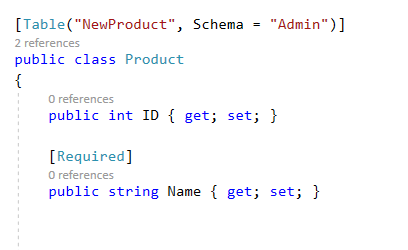 [Table("NewProduct", Schema = "Admin")]
2 references
public class Product
{
0 references
public int ID { get; set; }
[Required]
0 references
public string Name { get; set; }